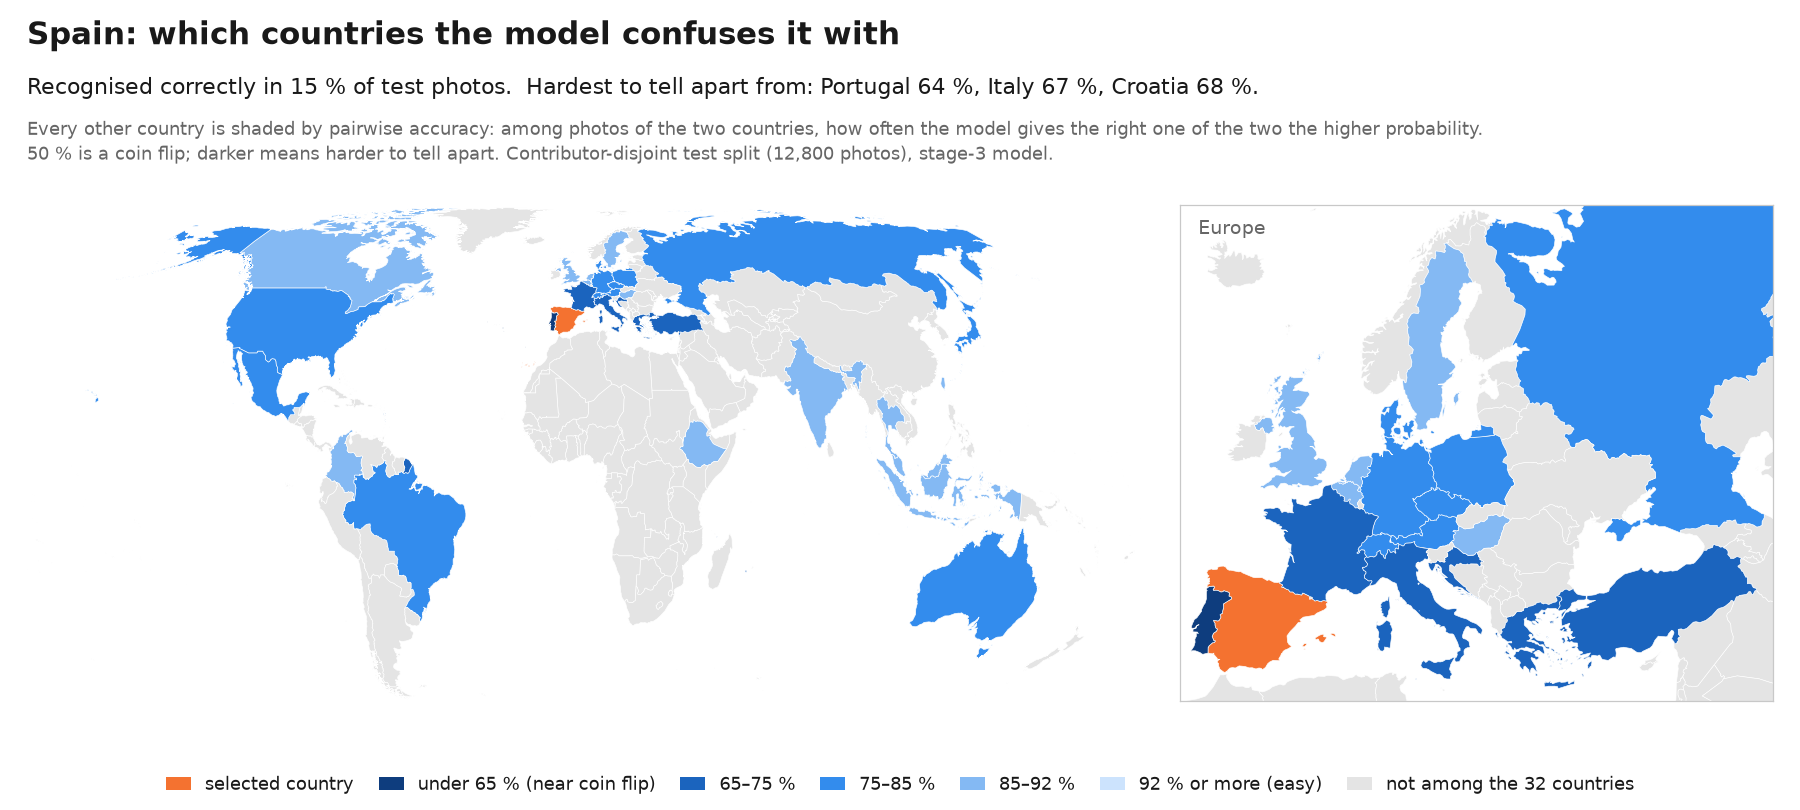 Spain: which countries the model confuses it with
Recognised correctly in 15 % of test photos.  Hardest to tell apart from: Portugal 64 %, Italy 67 %, Croatia 68 %.
Every other country is shaded by pairwise accuracy: among photos of the two countries, how often the model gives the right one of the two the higher probability.
50 % is a coin flip; darker means harder to tell apart. Contributor-disjoint test split (12,800 photos), stage-3 model.
Europe
selected country
under 65 % (near coin flip)
65–75 %
75–85 %
85–92 %
92 % or more (easy)
not among the 32 countries